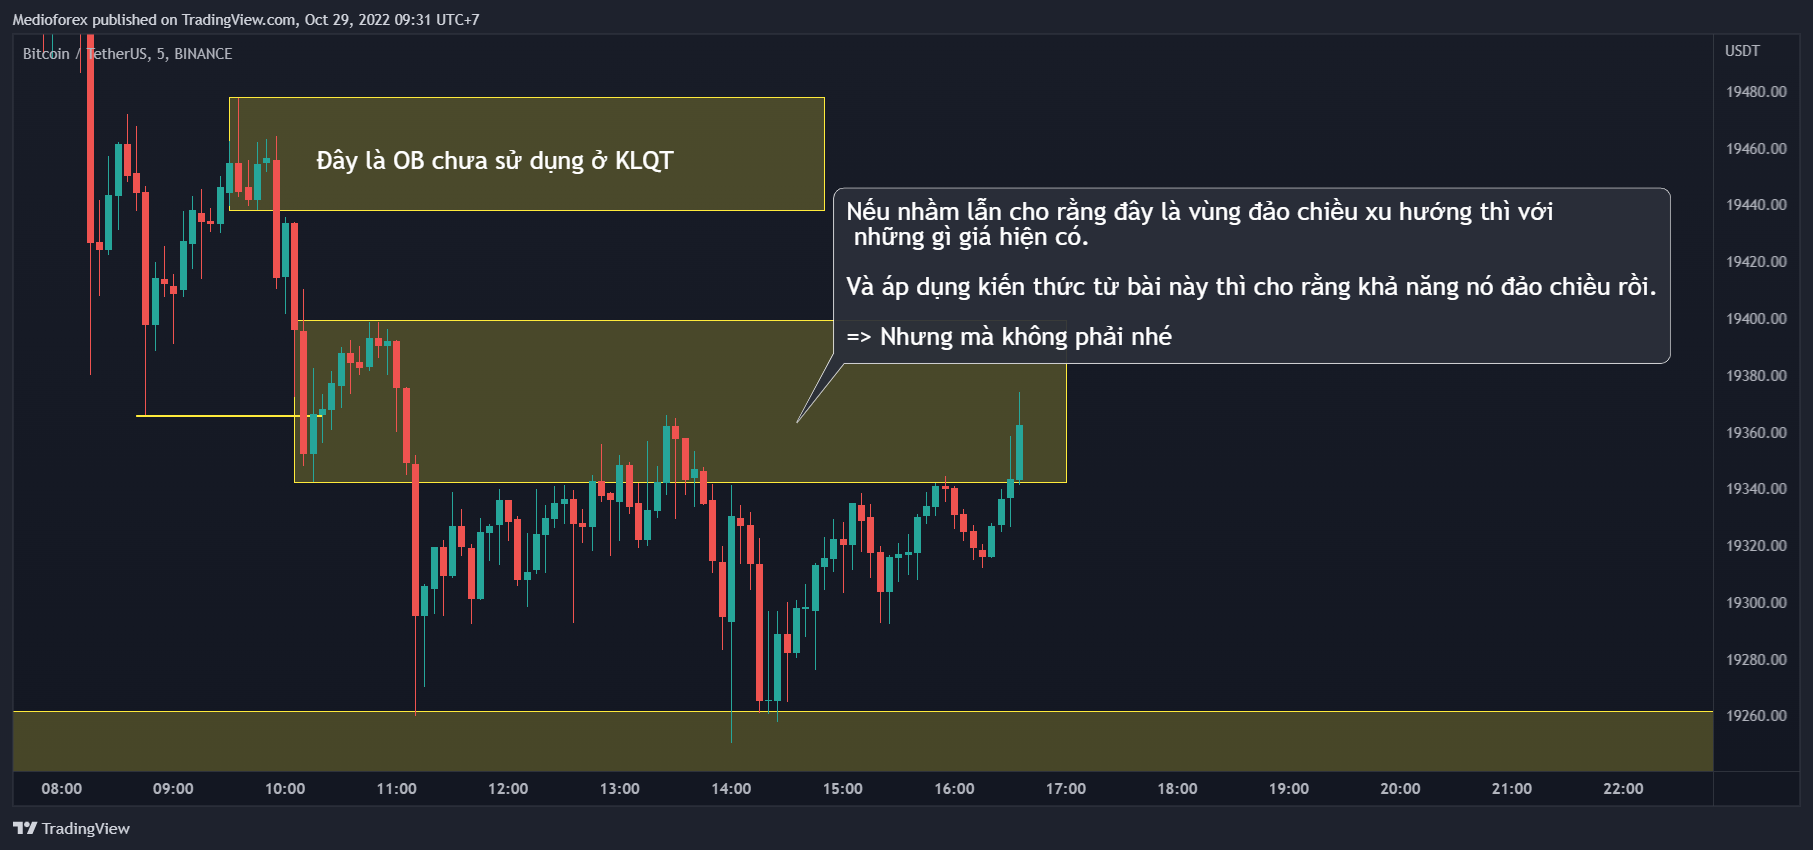 Medioforex published on TradingView.com, Oct 29, 2022 09:31 UTC+7
Bitcoin / TetherUS, 5, BINANCE
USDT
19480.00
Đây là OB chưa sử dụng ở KLQT
19460.00
Nếu nhầm lẫn cho rằng đây là vùng đảo chiều xu hướng thì với
những gì giá hiện có.
19440.00
19420.00
Và áp dụng kiến thức từ bài này thì cho rằng khả năng nó đảo chiều rồi.
19400.00
=> Nhưng mà không phải nhé
19380.00
19360.00
19340.00
19320.00
19300.00
19280.00
19260.00
08:00 09:00 10:00 11:00 12:00 13:00 14:00 15:00 16:00 17:00 18:00 19:00 20:00 21:00 22:00
TradingView